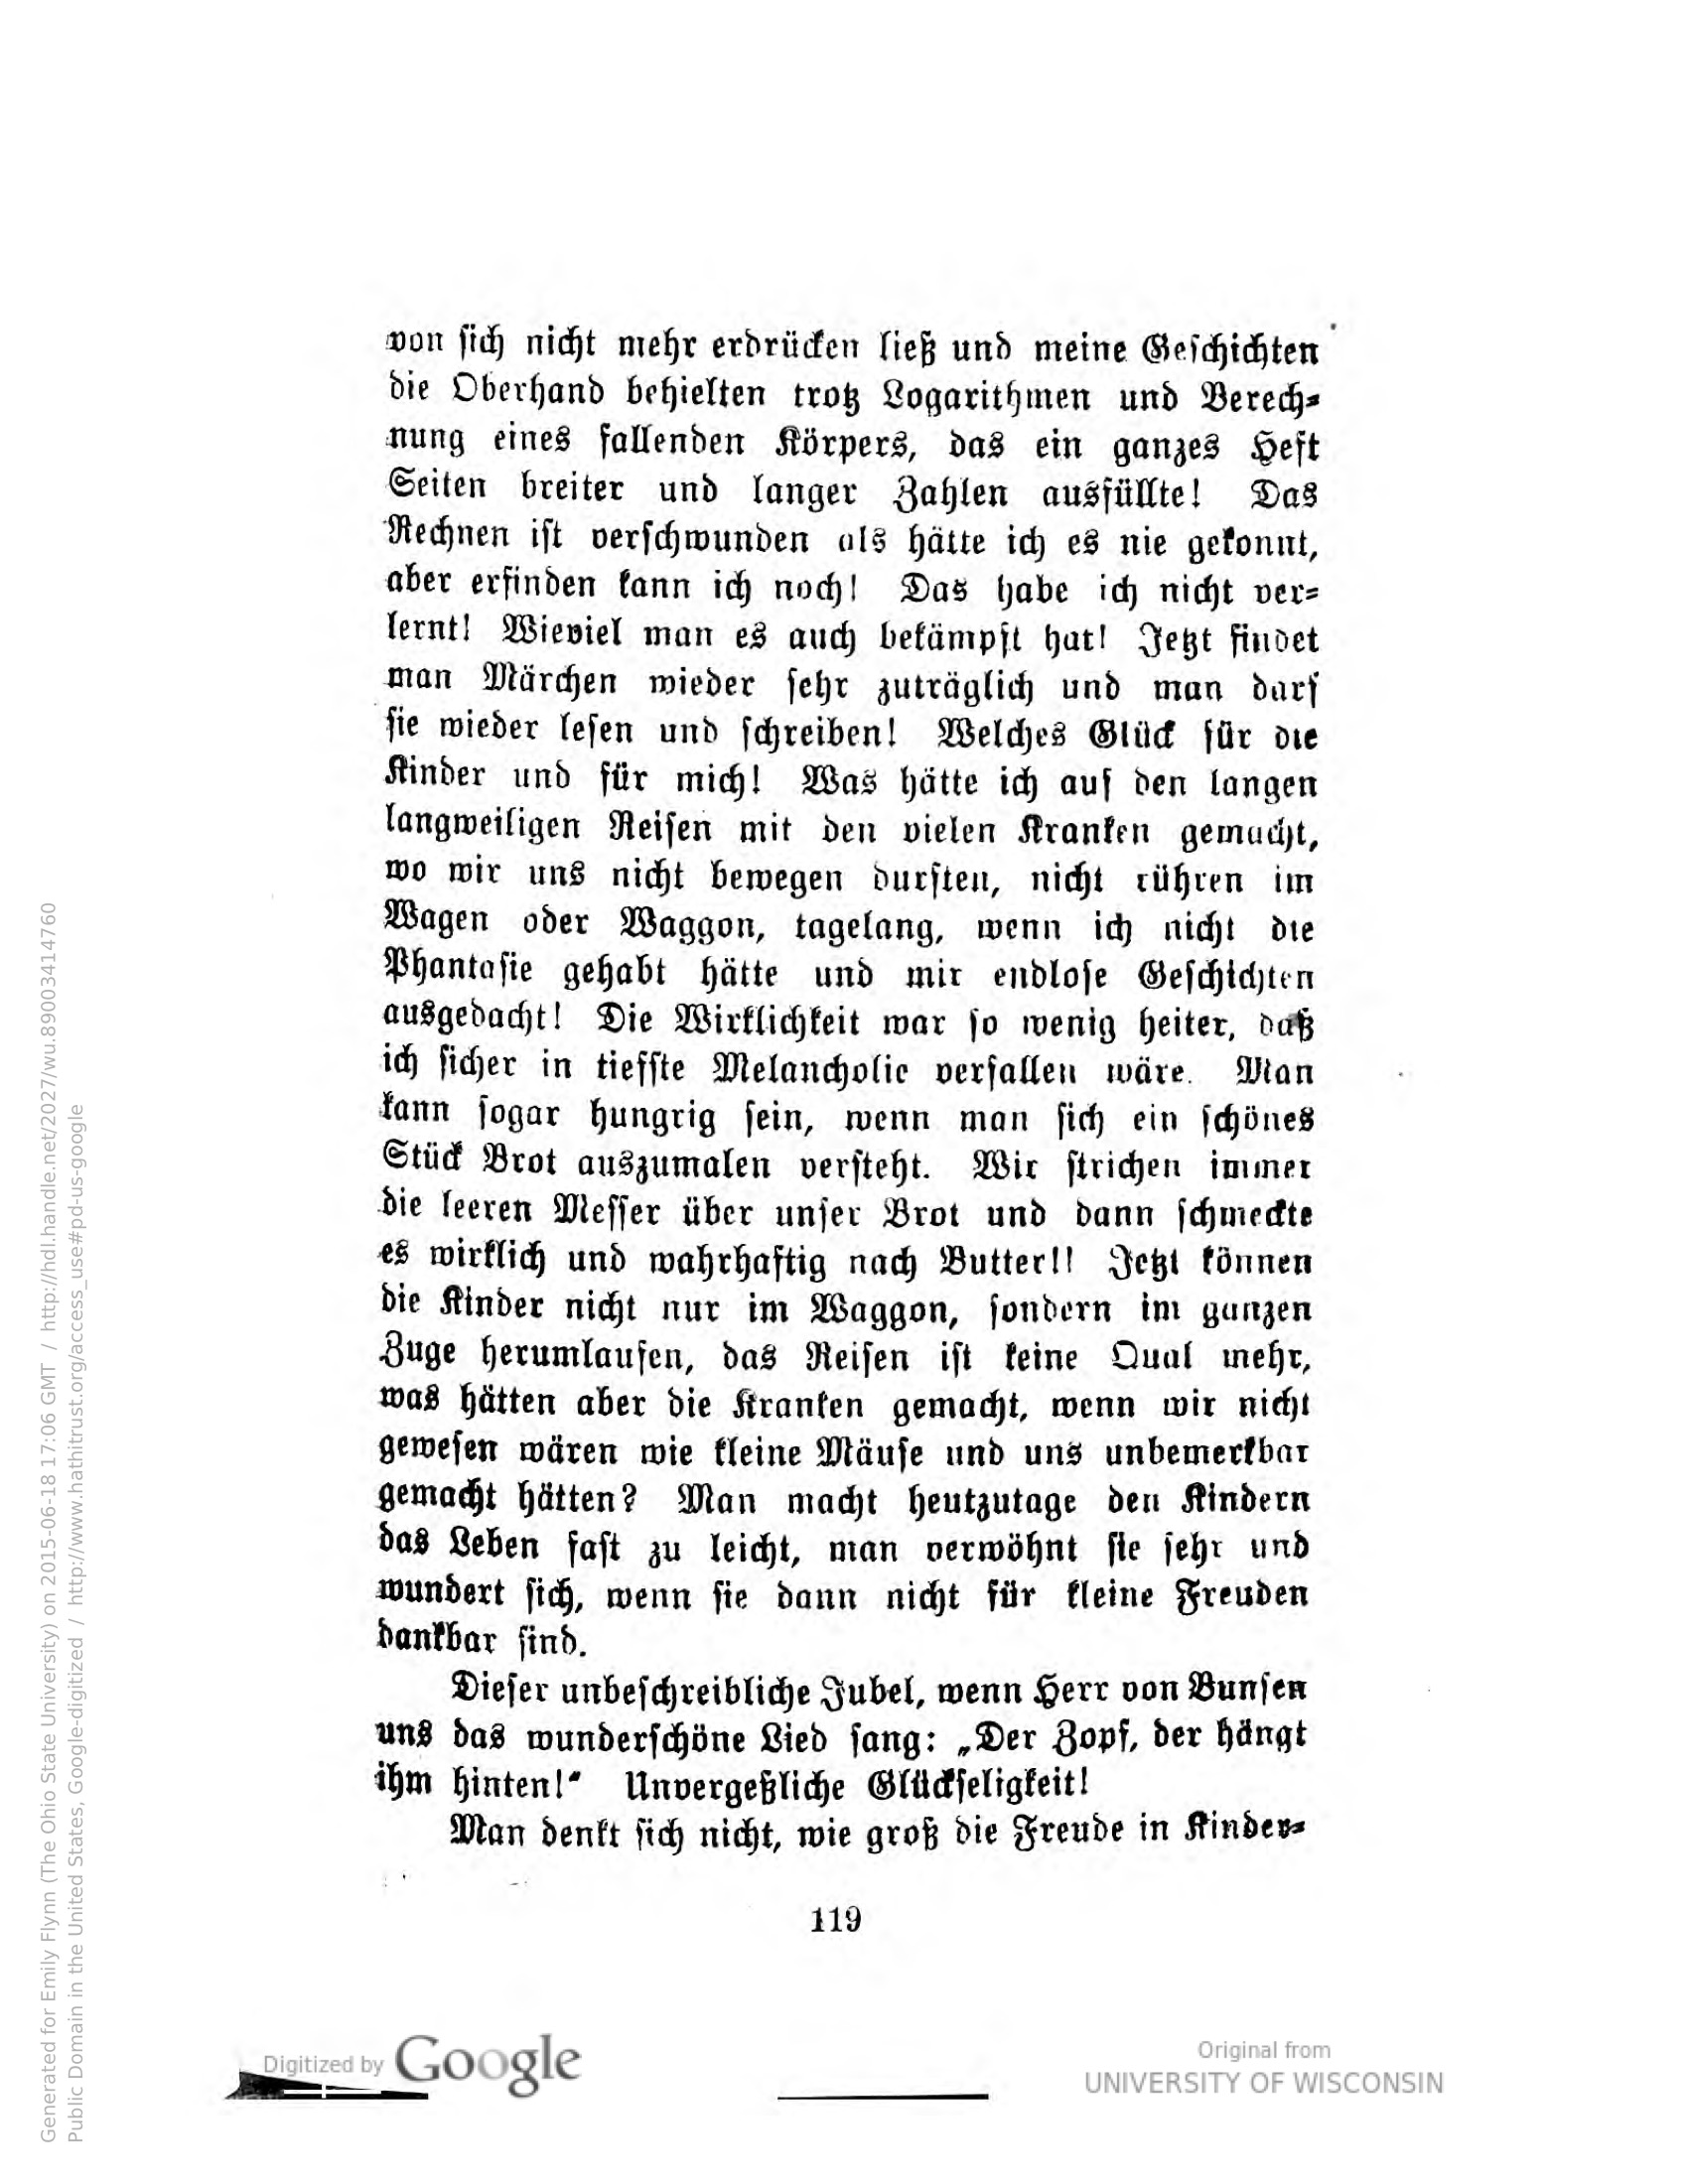 von sich nicht mehr erdrücken ließ und meine Geschichten
die Oberhand behielten trotz Logarithmen und Berech-
nung eines fallenden Körpers, das ein ganzes Heft
Seiten breiter und langer Zahlen ausfüllte! Das
Rechnen ist verschwunden als hätte ich es nie gekonnt,
aber erfinden kann ich noch! Das habe ich nicht ver-
lernt! Wieviel man es auch bekämpft hat! Jetzt findet
man Märchen wieder sehr zuträglich und man darf
sie wieder lesen und schreiben! Welches Glück für die
Kinder und für mich! Was hätte ich auf den langen
langweiligen Reisen mit den vielen Kranken gemacht,
wo wir uns nicht bewegen durften, nicht rühren im
Wagen oder Waggon, tagelang, wenn ich nicht die
Phantasie gehabt hätte und mir endlose Geschichten
ausgedacht! Die Wirklichkeit war so wenig heiter, daß
ich sicher in tiefste Melancholie verfallen wäre. Man
kann sogar hungrig sein, wenn man sich ein schönes
Stück Brot auszumalen versteht. Wir strichen immer
die leeren Messer über unser Brot und dann schmeckte
es wirklich und wahrhaftig nach Butter!! Jetzt können
die Kinder nicht nur im Waggon, sondern im ganzen
Zuge herumlaufen, das Reisen ist keine Qual mehr,
was hätten aber die Kranken gemacht, wenn wir nicht
gewesen wären wie kleine Mäuse und uns unbemerkbar
gemacht hätten? Man macht heutzutage den Kindern
das Leben fast zu leicht, man verwöhnt sie sehr und
wundert sich, wenn sie dann nicht für kleine Freuden
dankbar sind.
Dieser unbeschreibliche Jubel, wenn Herr von Bunsen
uns das wunderschöne Lied sang: „Der Zopf, der hängt
ihm hinten!“ Unvergeßliche Glückseligkeit!
Man denkt sich nicht, wie groß die Freude in Kinder-
119
Digitized by Google
Original from
UNIVERSITY OF WISCONSIN
Generated for Emily Flynn (The Ohio State University) on 2015-06-18 17:06 GMT / http://hdl.handle.net/2027/wu.89003414760
Public Domain in the United States, Google-digitized / http://www.hathitrust.org/access_use#pd-us-google